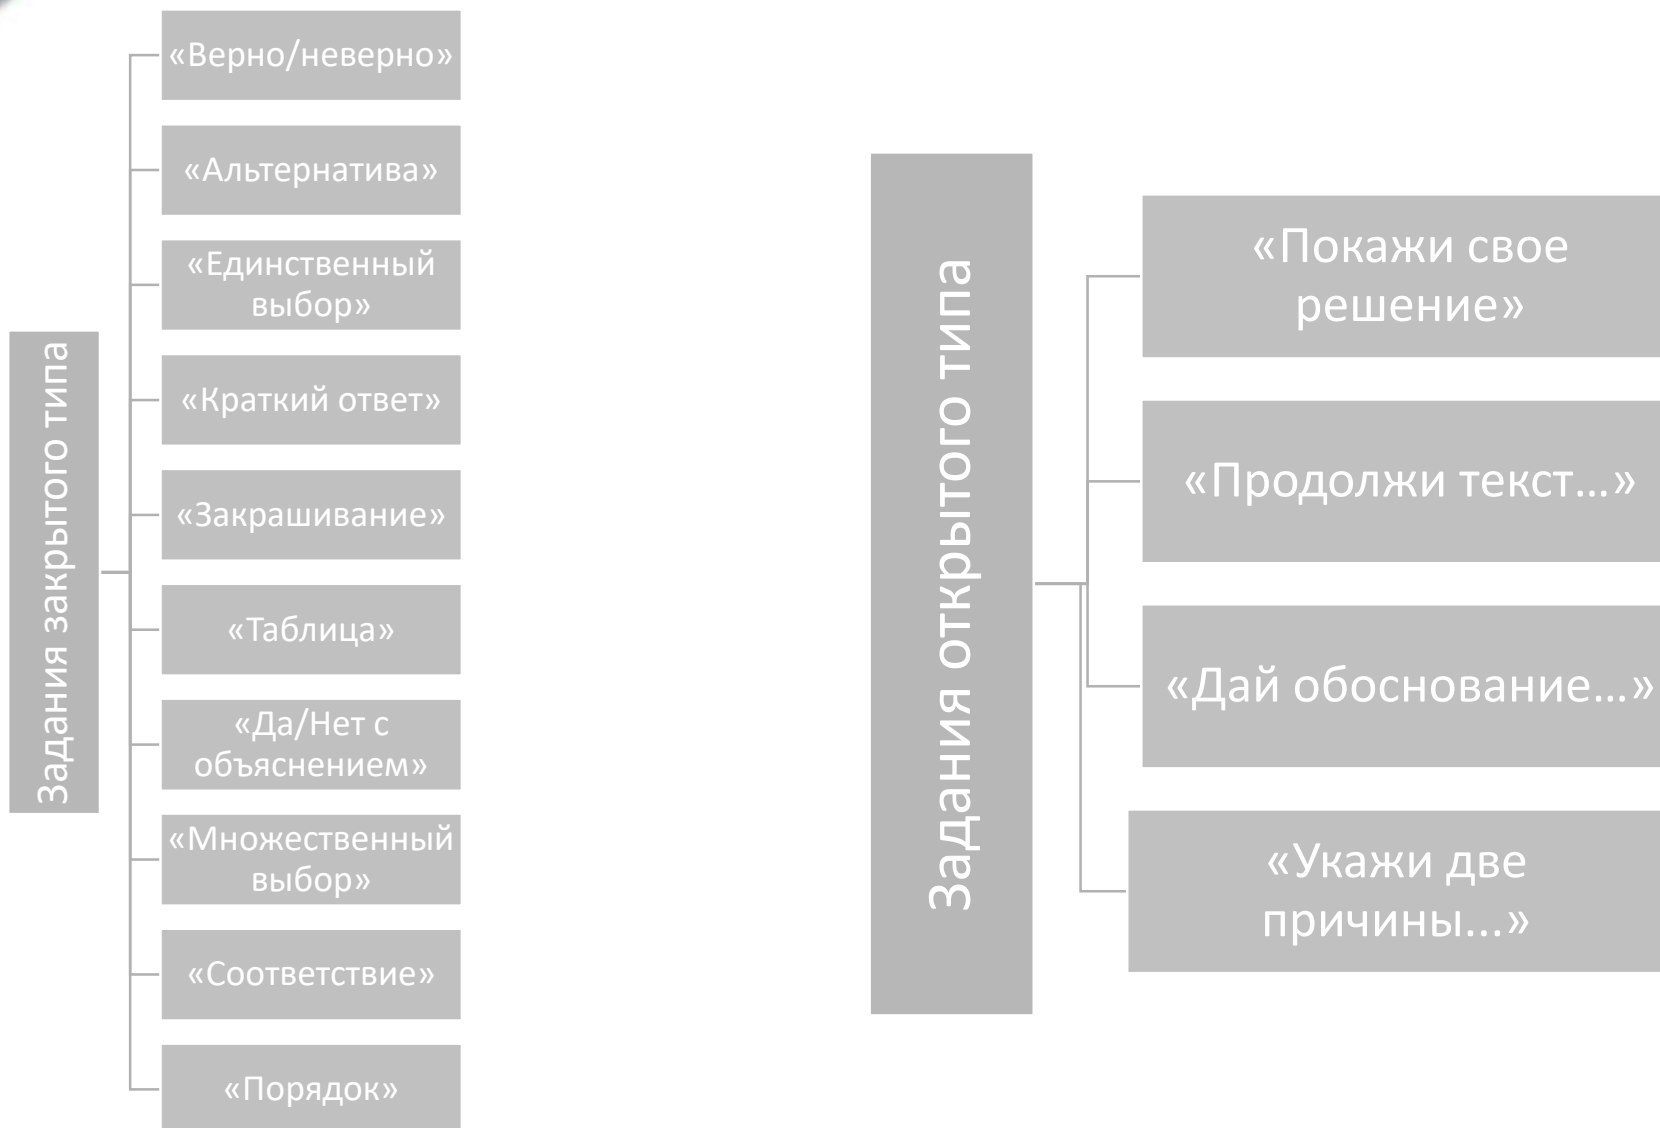 Задания закрытого типа
«Верно/неверно»
«Альтернатива»
«Единственный
выбор»
«Краткий ответ»
«Закрашивание»
«Таблица»
«Да/Нет с
объяснением»
«Множественный
выбор»
«Соответствие»
«Порядок»
Задания открытого типа
«Покажи свое
решение»
«Продолжи текст…»
«Дай обоснование…»
«Укажи две
причины...»